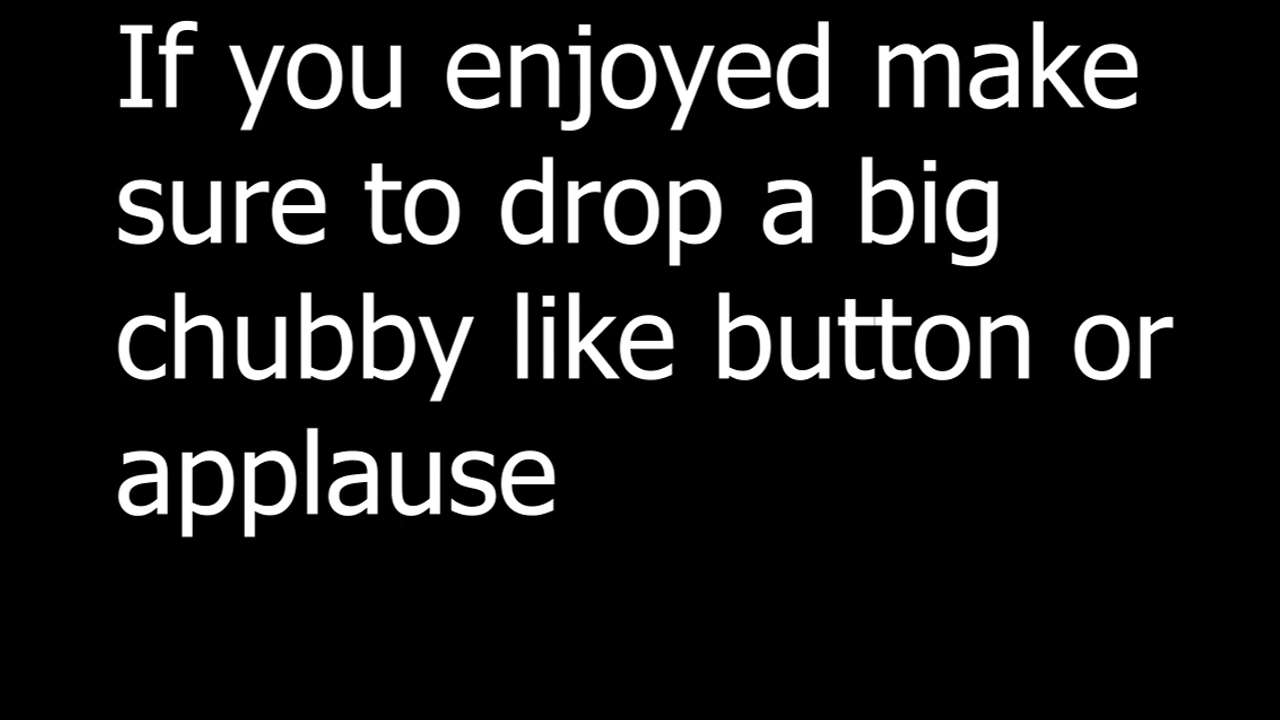 If you enjoyed make
sure to drop a big
chubby like button or
applause